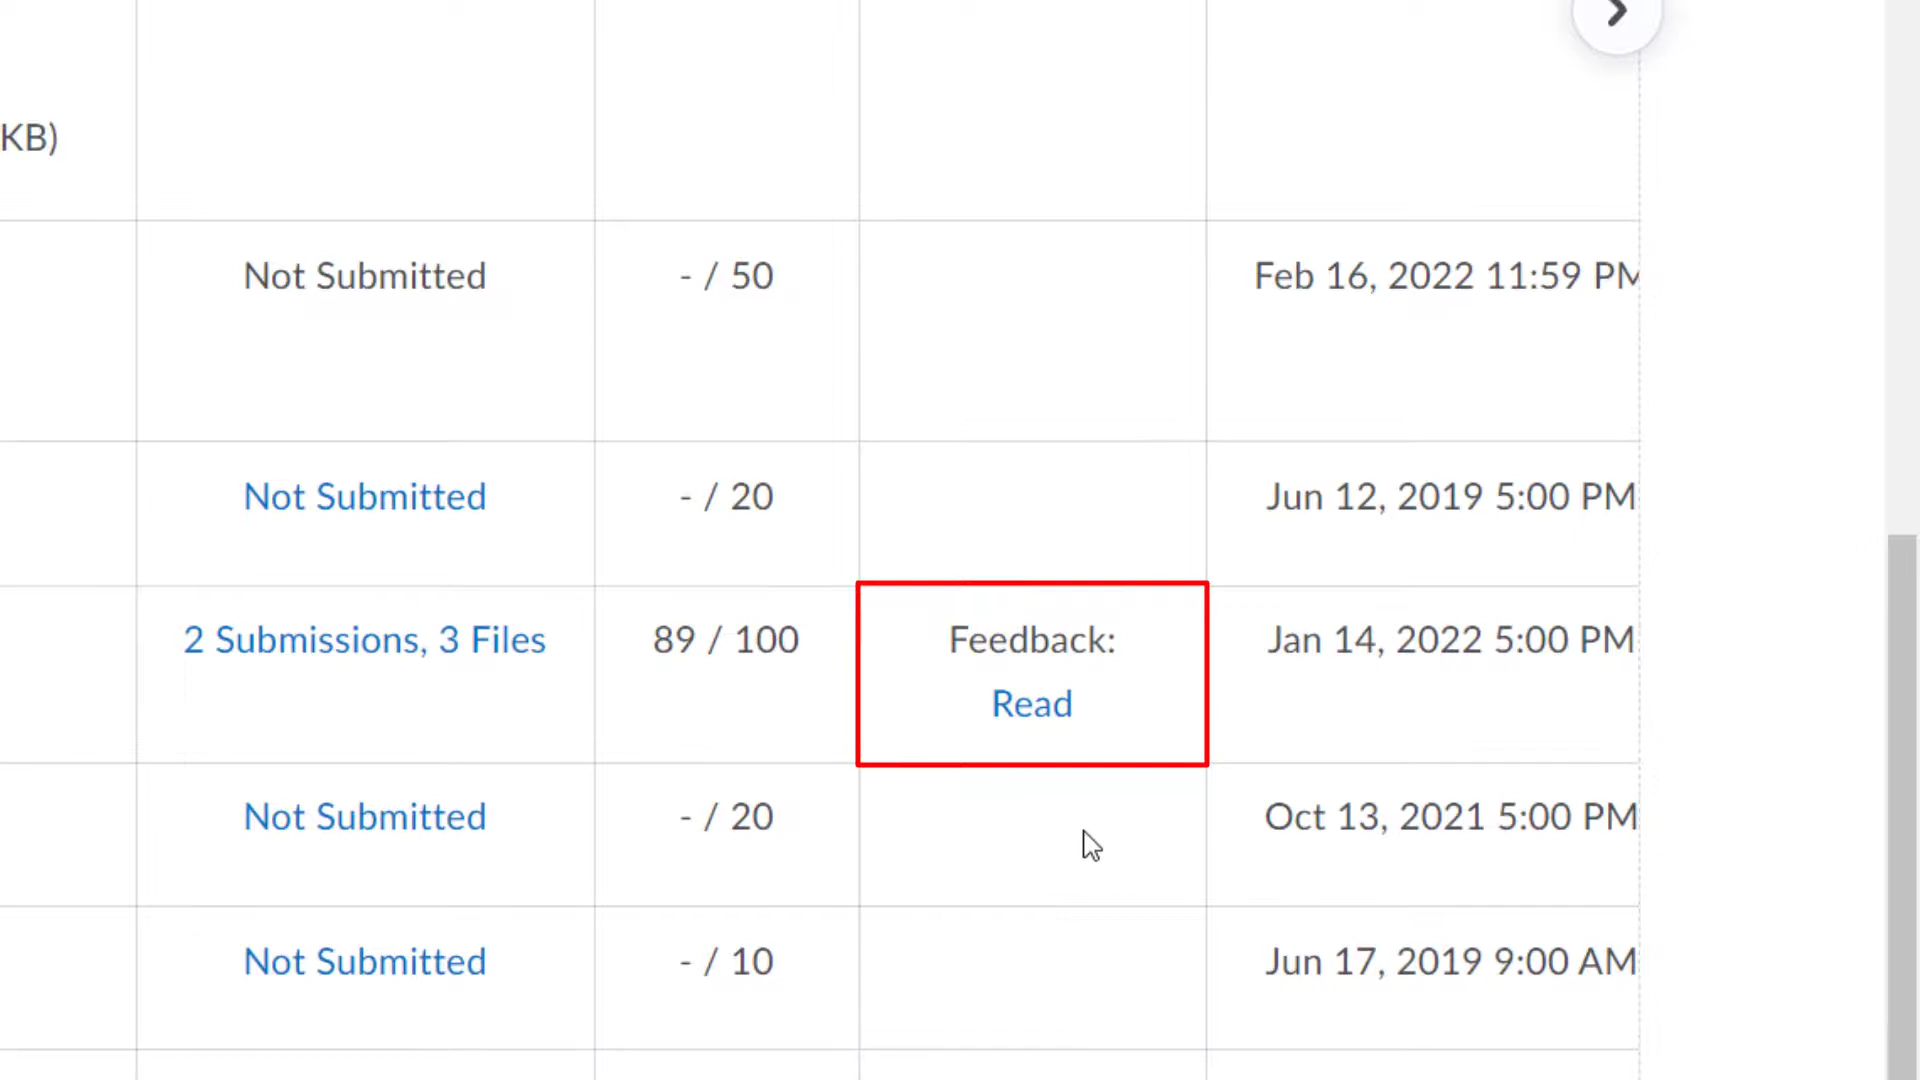 KB)
Not Submitted - / 50 Feb 16, 2022 11:59 PM
Not Submitted - / 20 Jun 12, 2019 5:00 PM
2 Submissions, 3 Files 89 / 100 Feedback: Jan 14, 2022 5:00 PM
Read
Not Submitted - / 20 Oct 13, 2021 5:00 PM
Not Submitted - / 10 Jun 17, 2019 9:00 AM